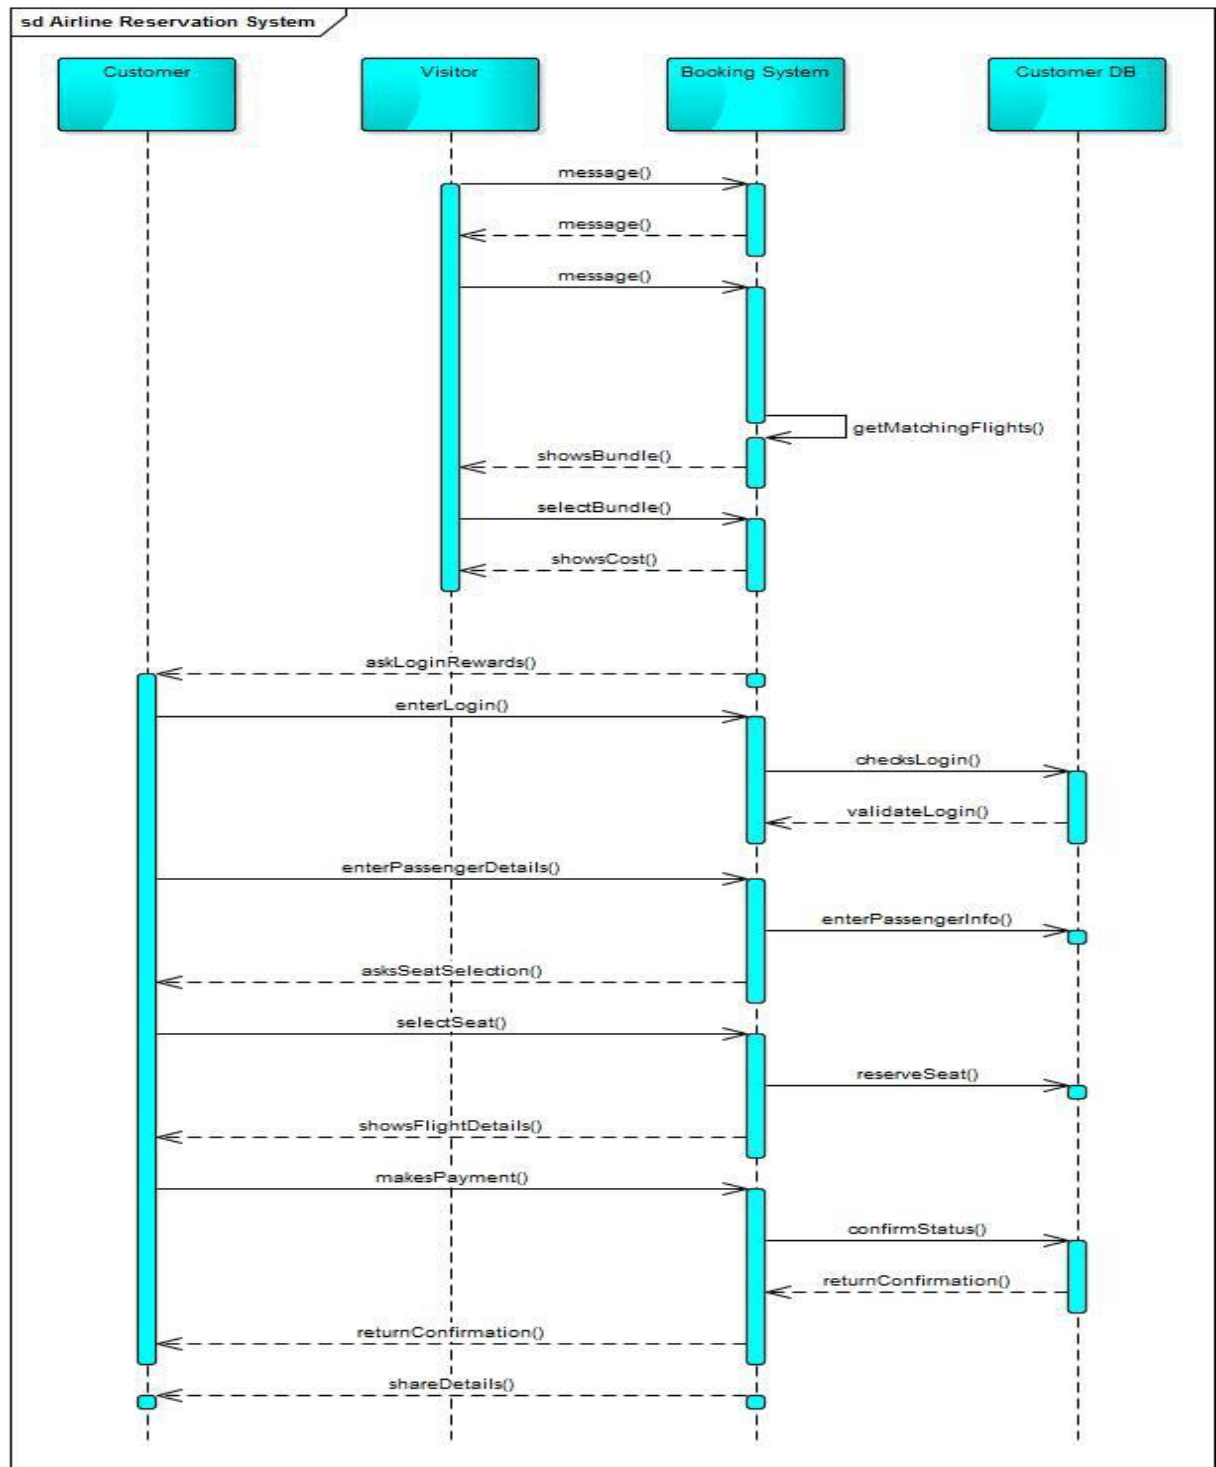 sd Airline Reservation System
Customer
Visitor
Booking System
Customer DB
message()
message()
message()
getMatchingFlights()
showsBundle()
selectBundle()
showsCost()
askLoginRewards()
enterLogin()
checksLogin()
validateLogin()
enterPassengerDetails()
enterPassengerInfo()
asksSeatSelection()
selectSeat()
reserveSeat()
showsFlightDetails()
makesPayment()
confirmStatus()
returnConfirmation()
returnConfirmation()
shareDetails()